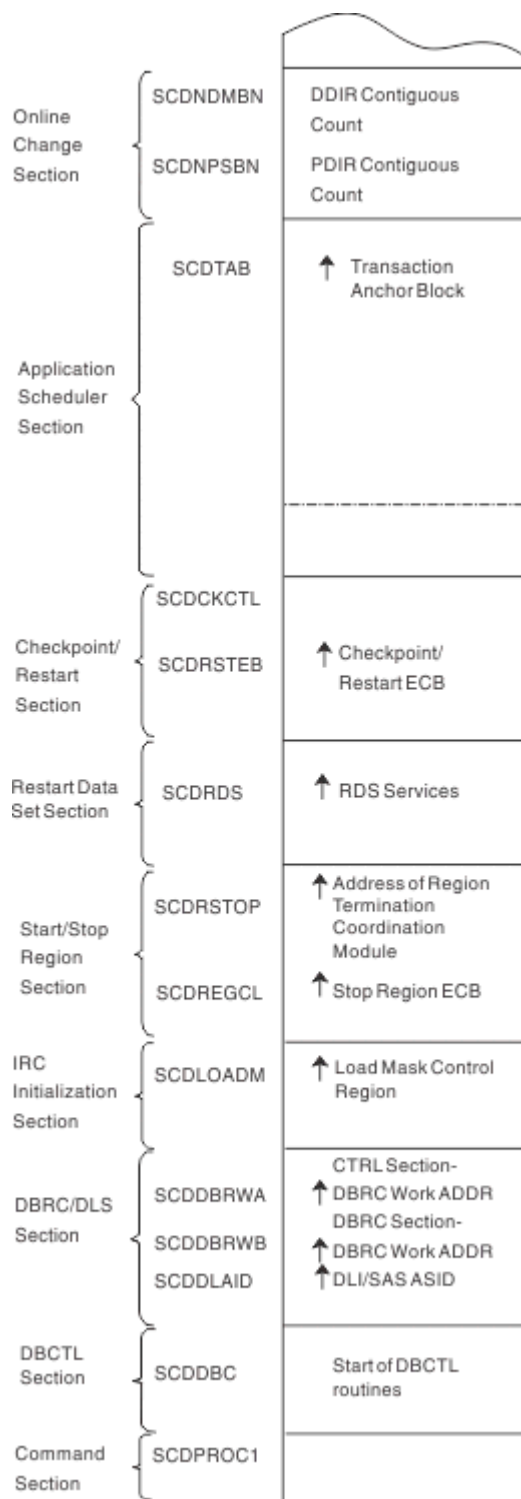 Online
Change
Section
SCDNDMBN
DDIR Contiguous
Count
SCDNPSBN
PDIR Contiguous
Count
Application
Scheduler
Section
SCDTAB
Transaction
Anchor Block
Checkpoint/
Restart
Section
SCDCKCTL
SCDRSTEB
Checkpoint/
Restart ECB
Restart Data
Set Section
SCDRDS
RDS Services
Start/Stop
Region
Section
SCDRSTOP
Address of Region
Termination
Coordination
Module
SCDREGCL
Stop Region ECB
IRC
Initialization
Section
SCDLOADM
Load Mask Control
Region
DBRC/DLS
Section
SCDDBRWA
CTRL Section-
DBRC Work ADDR
SCDDBRWB
DBRC Section-
DBRC Work ADDR
SCDDLAID
DLI/SAS ASID
DBCTL
Section
SCDDBC
Start of DBCTL
routines
Command
Section
SCDPROC1